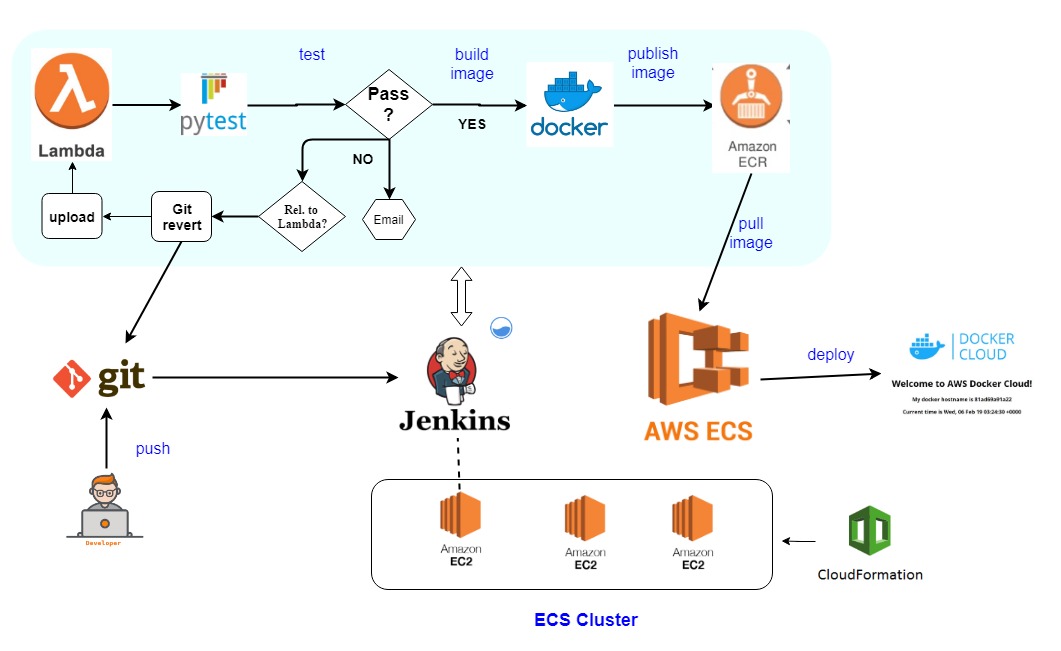 test
build
image
publish
image
Lambda
pytest
Pass
?
YES
docker
Amazon
ECR
NO
upload
Git
revert
Rel. to
Lambda?
Email
pull
image
git
Jenkins
AWS ECS
deploy
DOCKER
CLOUD
Welcome to AWS Docker Cloud!
My docker hostname is 81ad69a91a22
Current time is Wed, 06 Feb 19 03:24:30 +0000
push
Developer
Amazon
EC2
Amazon
EC2
Amazon
EC2
CloudFormation
ECS Cluster